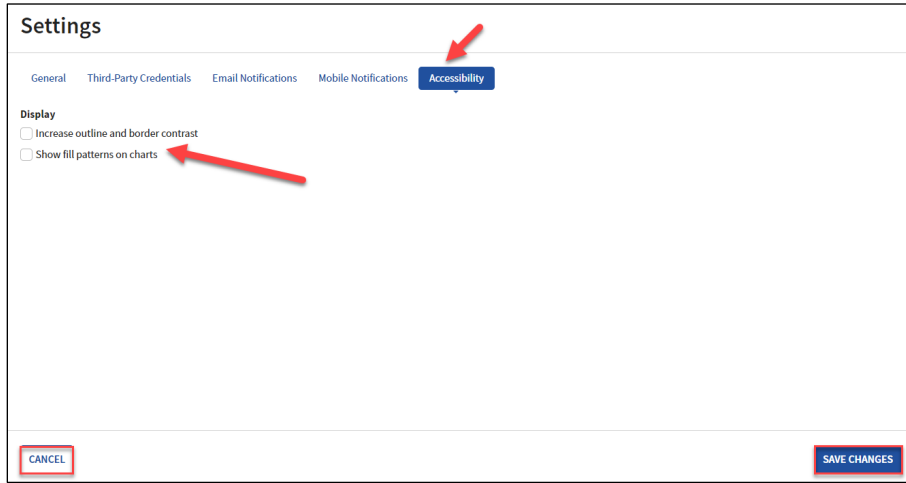 Settings
General Third-Party Credentials Email Notifications Mobile Notifications Accessibility
Display
Increase outline and border contrast
Show fill patterns on charts
CANCEL SAVE CHANGES